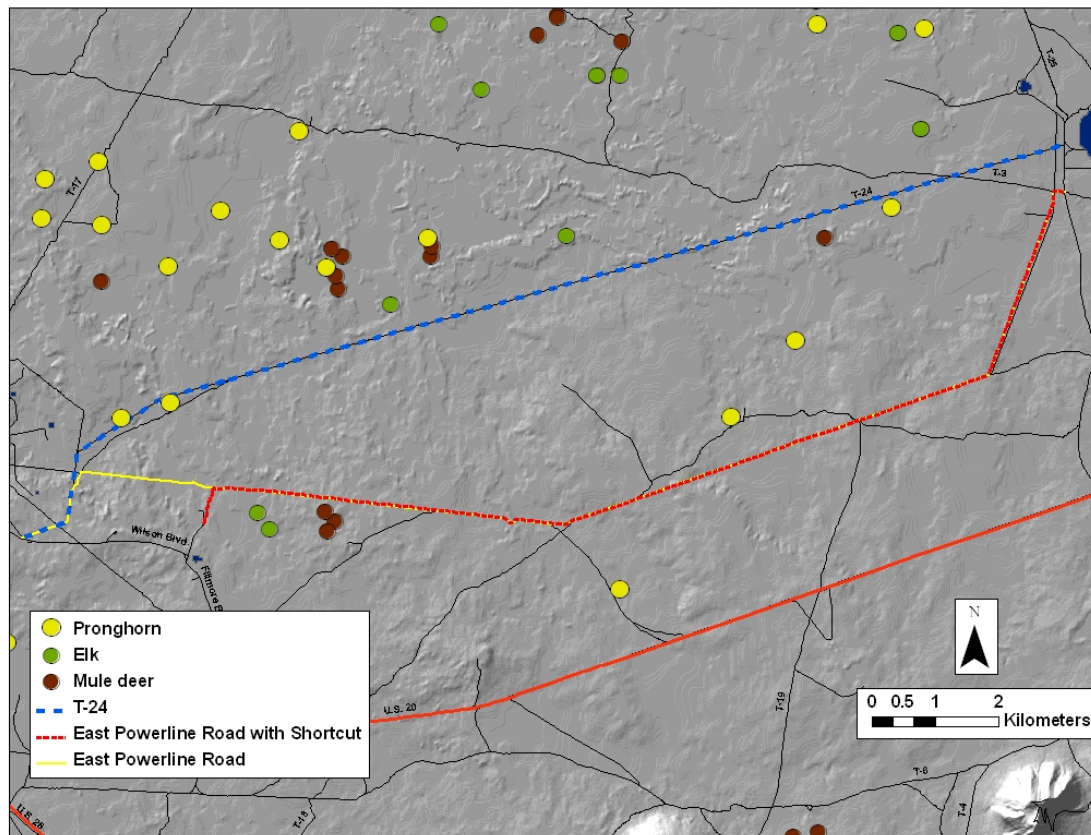 T-25
T-17
T-3
T-24
Wilson Blvd.
Fillmore B
Pronghorn
Elk
Mule deer
T-24
East Powerline Road with Shortcut
East Powerline Road
N
0 0.5 1 2
Kilometers
U.S. 20
T-19
T-6
T-4
T-18
U.S. 26